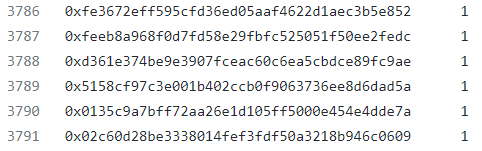 3786 0xfe3672eff595cfd36ed05aaf4622d1aec3b5e852 1
3787 0xfeeb8a968f0d7fd58e29fbfc525051f50ee2fedc 1
3788 0xd361e374be9e3907fceac60c6ea5cbdce89fc9ae 1
3789 0x5158cf97c3e001b402ccb0f9063736ee8d6dad5a 1
3790 0x0135c9a7bff72aa26e1d105ff5000e454e4dde7a 1
3791 0x02c60d28be3338014fef3fdf50a3218b946c0609 1